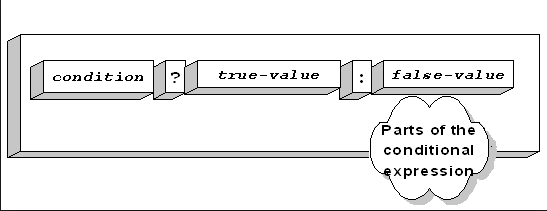 condition ? true-value : false-value
Parts of the
conditional
expression